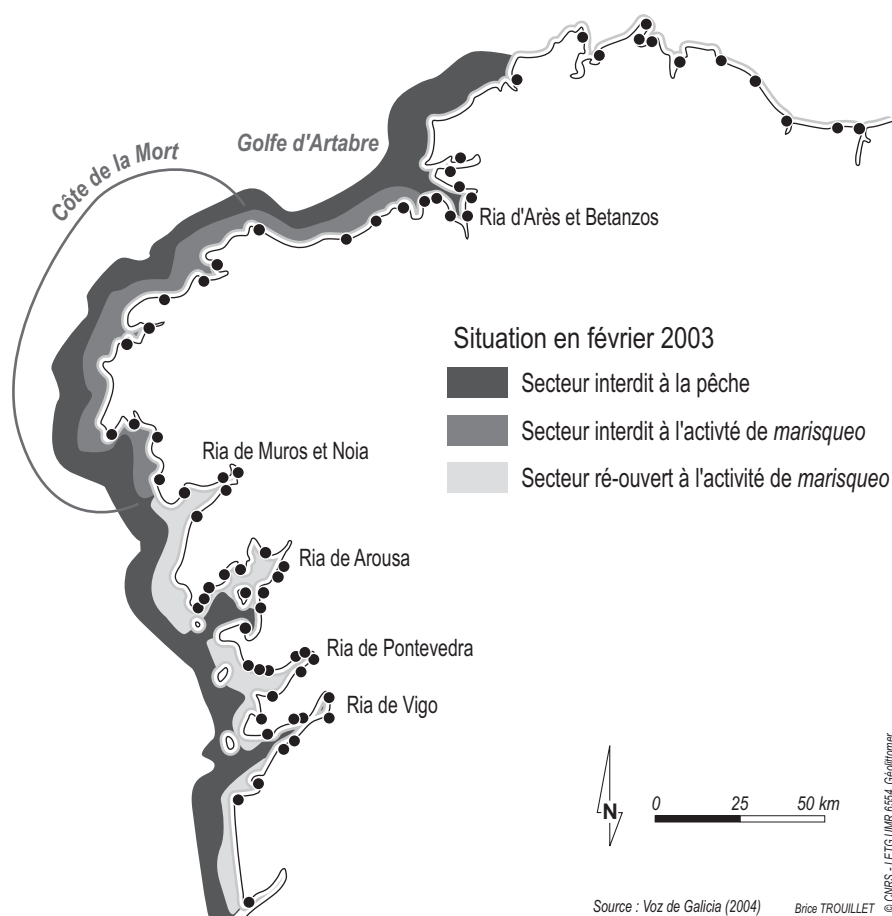 Golfe d'Artabre
Côte de la Mort
Ria d'Arès et Betanzos
Situation en février 2003
Secteur interdit à la pêche
Secteur interdit à l'activté de marisqueo
Secteur ré-ouvert à l'activité de marisqueo
Ria de Muros et Noia
Ria de Arousa
Ria de Pontevedra
Ria de Vigo
N
0 25 50 km
Source : Voz de Galicia (2004)
Brice TROUILLET
© CNRS - LETG UMR 6554, Géolittomer